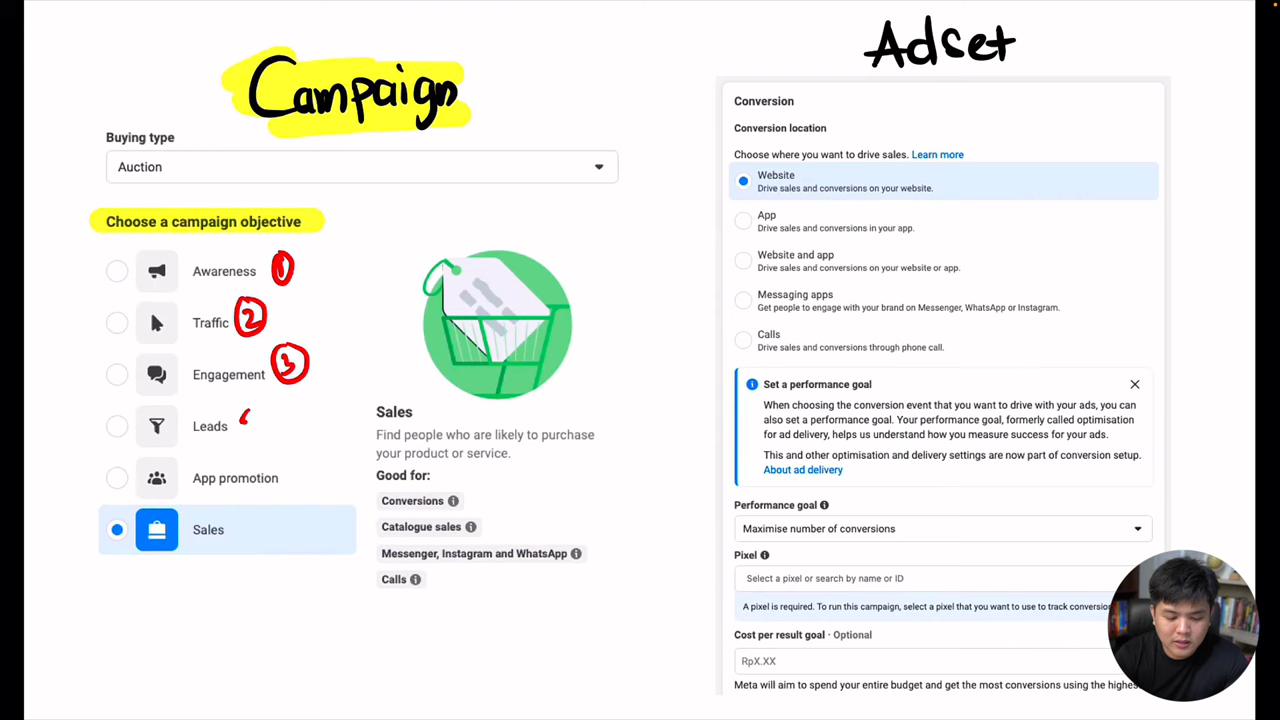 Campaign
Buying type
Auction
Choose a campaign objective
Awareness 1
Traffic 2
Engagement 3
Leads
App promotion
Sales
Sales
Find people who are likely to purchase
your product or service.
Good for:
Conversions
Catalogue sales
Messenger, Instagram and WhatsApp
Calls
Adset
Conversion
Conversion location
Choose where you want to drive sales. Learn more
Website
Drive sales and conversions on your website.
App
Drive sales and conversions in your app.
Website and app
Drive sales and conversions on your website or app.
Messaging apps
Get people to engage with your brand on Messenger, WhatsApp or Instagram.
Calls
Drive sales and conversions through phone call.
Set a performance goal
When choosing the conversion event that you want to drive with your ads, you can
also set a performance goal. Your performance goal, formerly called optimisation
for ad delivery, helps us understand how you measure success for your ads.
This and other optimisation and delivery settings are now part of conversion setup.
About ad delivery
Performance goal
Maximise number of conversions
Pixel
Select a pixel or search by name or ID
A pixel is required. To run this campaign, select a pixel that you want to use to track conversio
Cost per result goal · Optional
RpX.XX
Meta will aim to spend your entire budget and get the most conversions using the highes